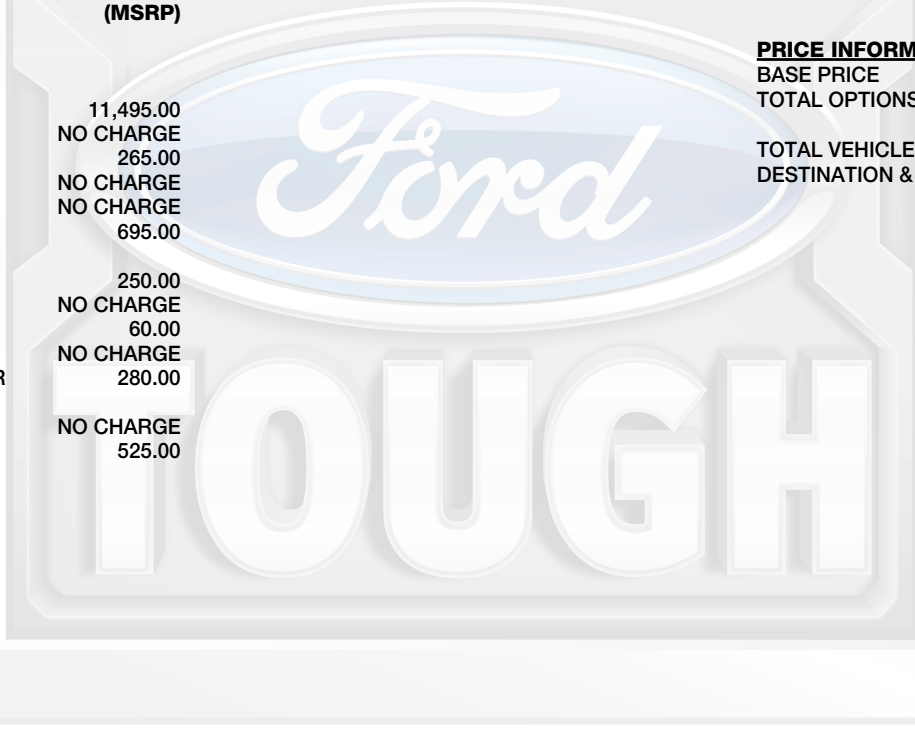 (MSRP)
11,495.00
NO CHARGE
265.00
NO CHARGE
NO CHARGE
695.00
250.00
NO CHARGE
60.00
NO CHARGE
R 280.00
NO CHARGE
525.00
PRICE INFORM
BASE PRICE
TOTAL OPTIONS
TOTAL VEHICLE
DESTINATION &
Ford
TOUGH